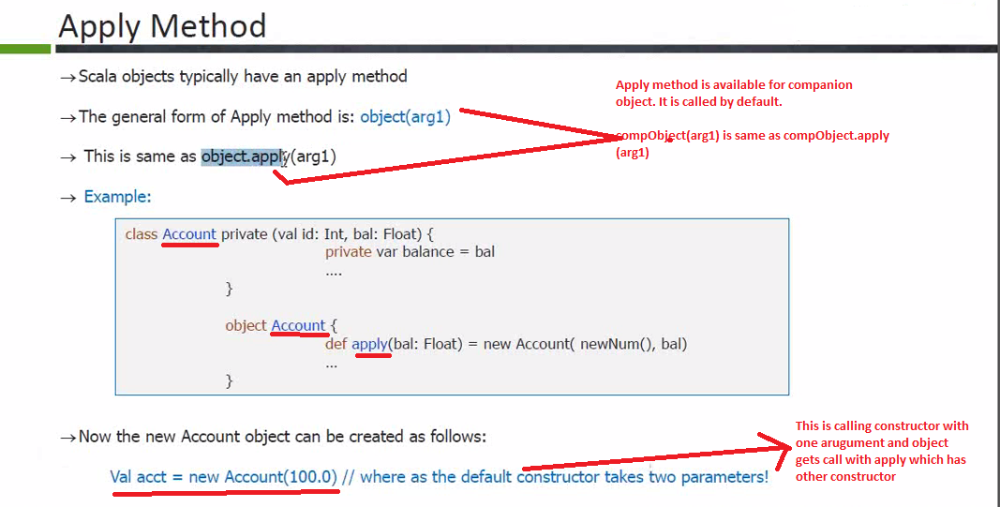 Apply Method
→Scala objects typically have an apply method
→The general form of Apply method is: object(arg1)
→ This is same as object.apply(arg1)
→ Example:
Apply method is available for companion
object. It is called by default.
compObject(arg1) is same as compObject.apply
(arg1)
class Account private (val id: Int, bal: Float) {
private var balance = bal
....
}
object Account {
def apply(bal: Float) = new Account( newNum(), bal)
...
}
→Now the new Account object can be created as follows:
Val acct = new Account(100.0) // where as the default constructor takes two parameters!
This is calling constructor with
one arugument and object
gets call with apply which has
other constructor